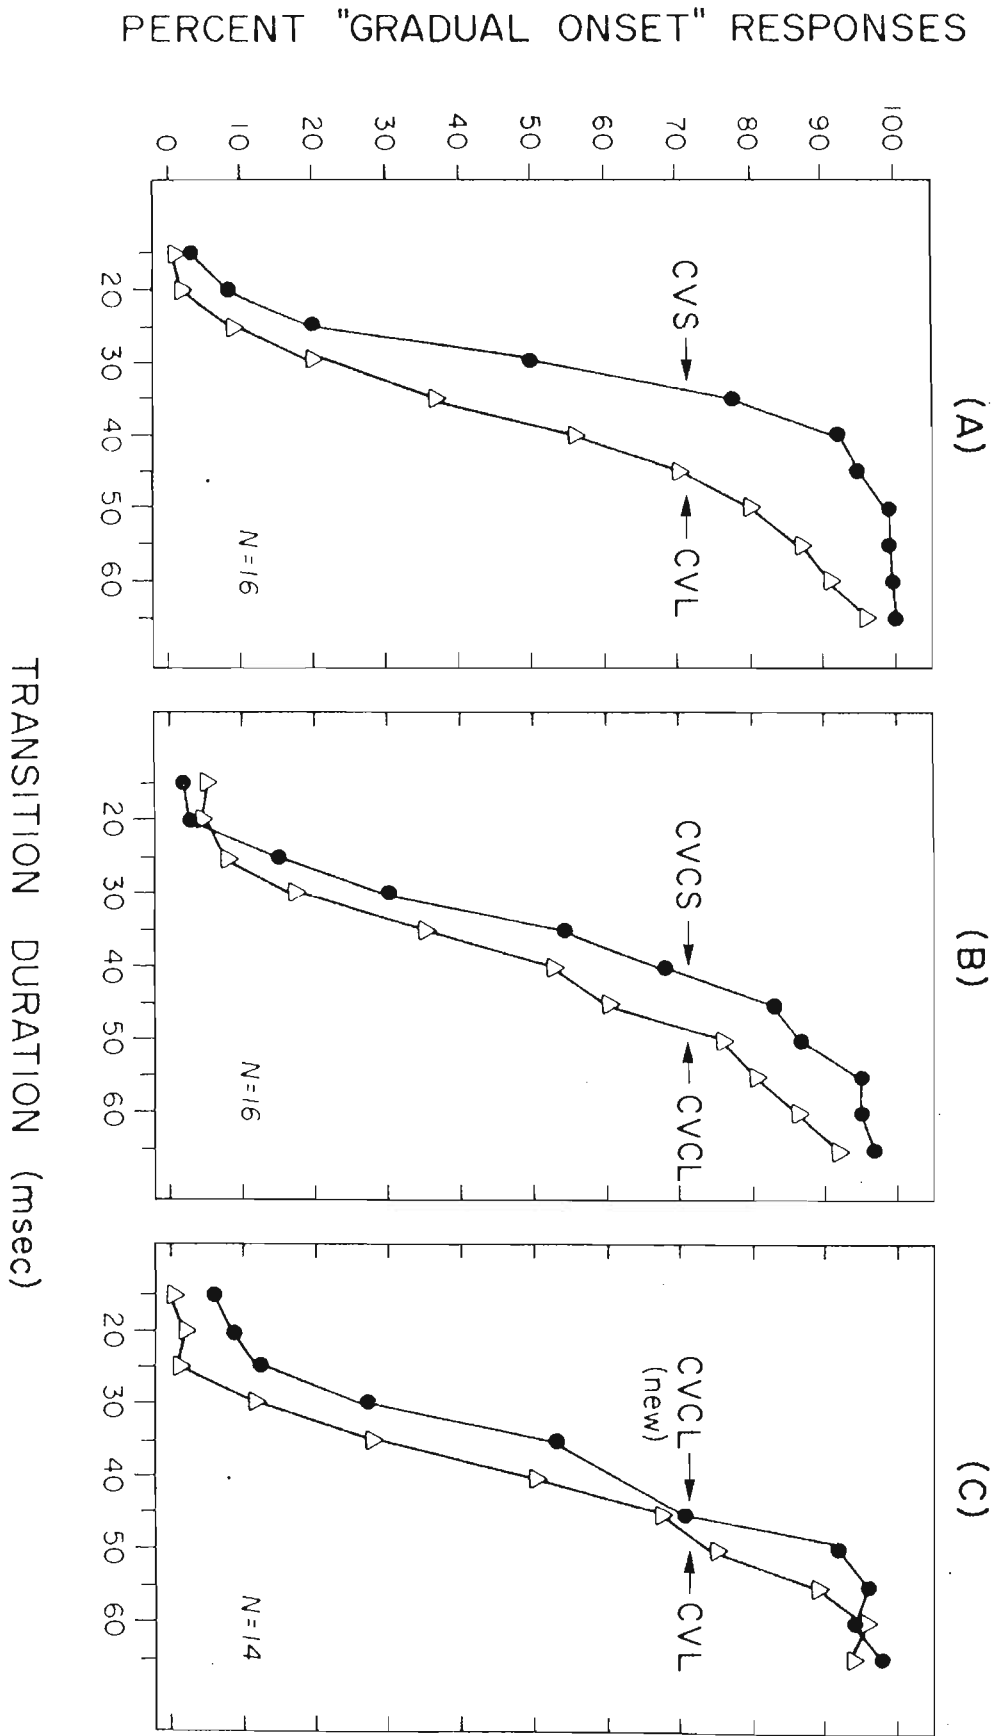 PERCENT "GRADUAL ONSET" RESPONSES
100
90
80
70
60
50
40
30
20
10
0
(A)
CVS
CVL
N=16
20 30 40 50 60
(B)
CVCS
CVCL
N=16
20 30 40 50 60
(C)
CVCL
(new)
CVL
N=14
20 30 40 50 60
TRANSITION DURATION (msec)